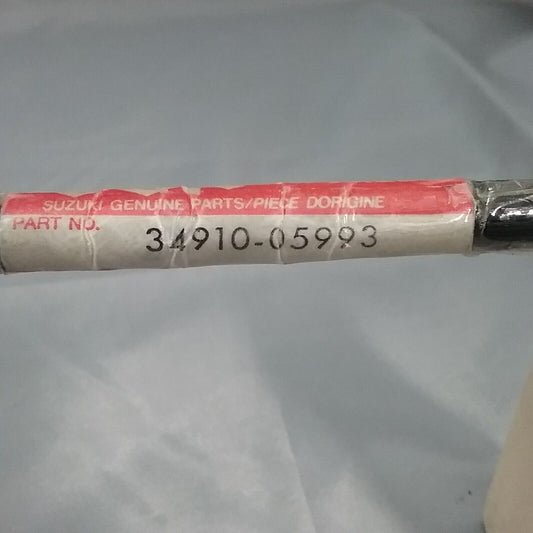 SUZUKI GENUINE PARTS/PIECE DORIGINE
PART NO.
34910-05993